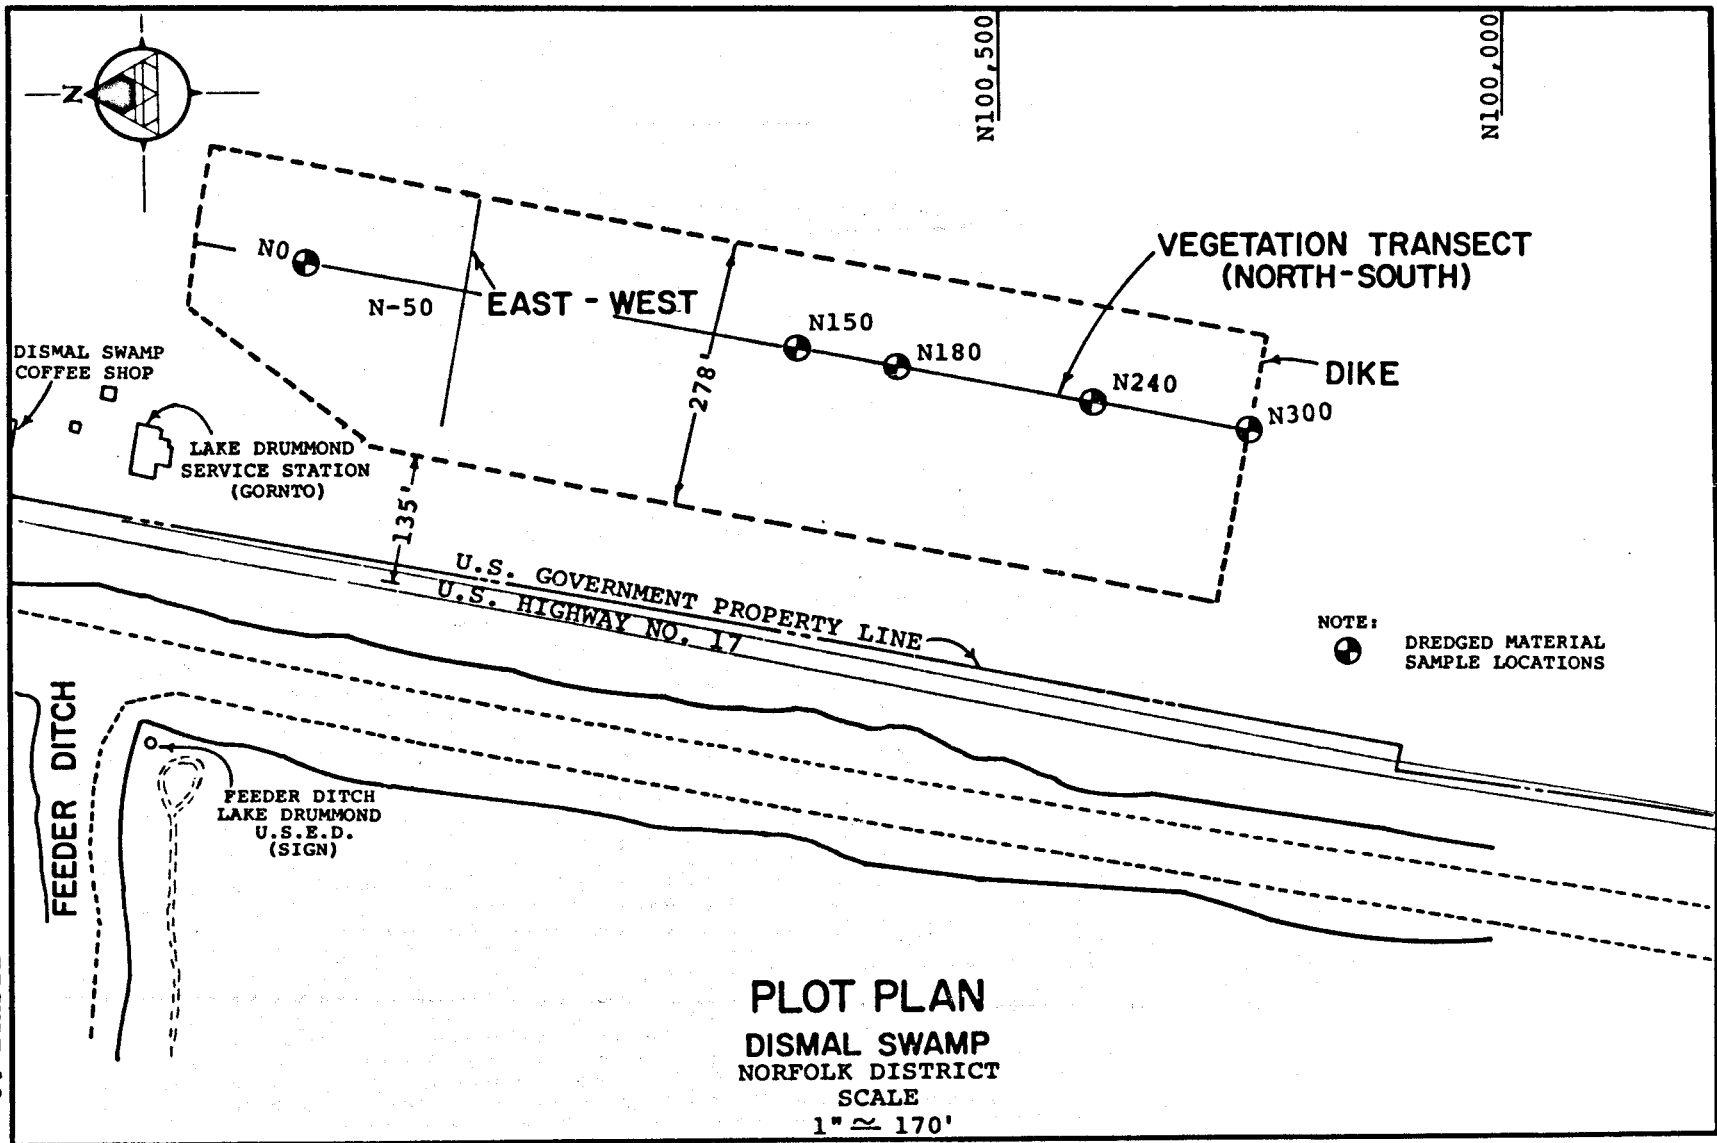 N100,500
N100,000
N
VEGETATION TRANSECT
(NORTH-SOUTH)
N0
N-50
EAST - WEST
N150
N180
278'
DIKE
N240
N300
DISMAL SWAMP
COFFEE SHOP
LAKE DRUMMOND
SERVICE STATION
(GORNTO)
135'
U.S. GOVERNMENT PROPERTY LINE
U.S. HIGHWAY NO. 17
NOTE:
DREDGED MATERIAL
SAMPLE LOCATIONS
FEEDER DITCH
FEEDER DITCH
LAKE DRUMMOND
U.S.E.D.
(SIGN)
PLOT PLAN
DISMAL SWAMP
NORFOLK DISTRICT
SCALE
1" ≃ 170'